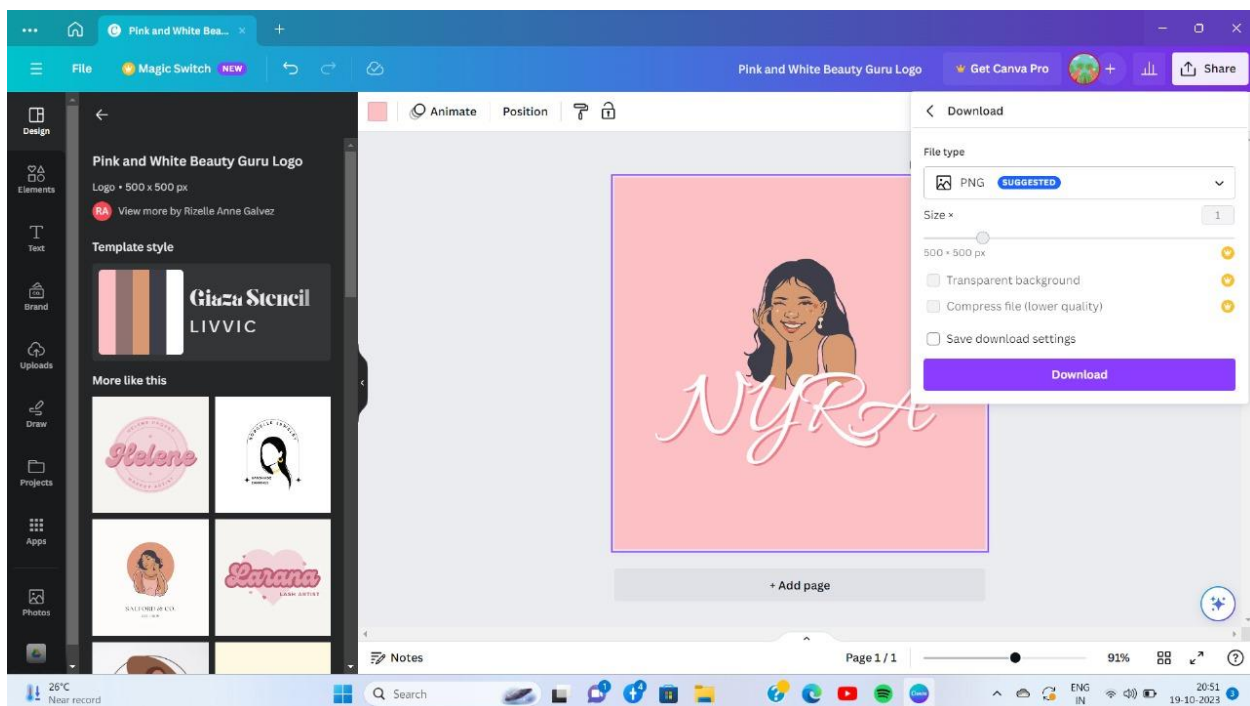 Pink and White Bea...
File
Magic Switch NEW
Pink and White Beauty Guru Logo
Get Canva Pro
Share
Design
Elements
Text
Brand
Uploads
Draw
Projects
Apps
Photos
Pink and White Beauty Guru Logo
Logo • 500 x 500 px
RA View more by Rizelle Anne Galvez
Template style
Giaza Stencil
LIVVIC
More like this
Helene
Larana
LASH ARTIST
Animate Position
NYRA
+ Add page
Download
File type
PNG SUGGESTED
Size × 1
500 × 500 px
Transparent background
Compress file (lower quality)
Save download settings
Download
Notes
Page 1 / 1
91%
26°C
Near record
Search
ENG
IN
20:51
19-10-2023